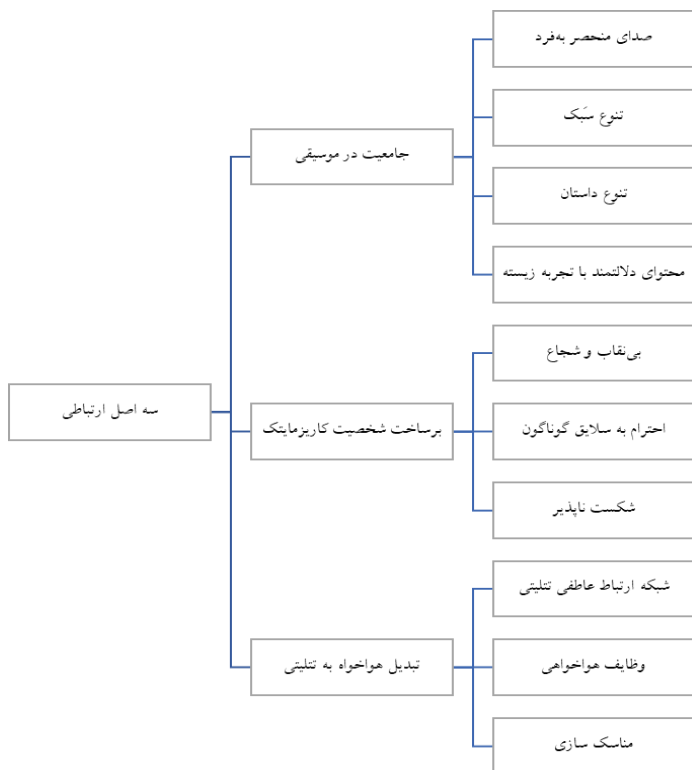 سه اصل ارتباطی
جامعیت در موسیقی
صدای منحصر به‌فرد
تنوع سَبک
تنوع داستان
محتوای دلالتمند با تجربه زیسته
برساخت شخصیت کاریزمایتک
بی‌نقاب و شجاع
احترام به سلایق گوناگون
شکست ناپذیر
تبدیل هواخواه به تتلیتی
شبکه ارتباط عاطفی تتلیتی
وظایف هواخواهی
مناسک سازی